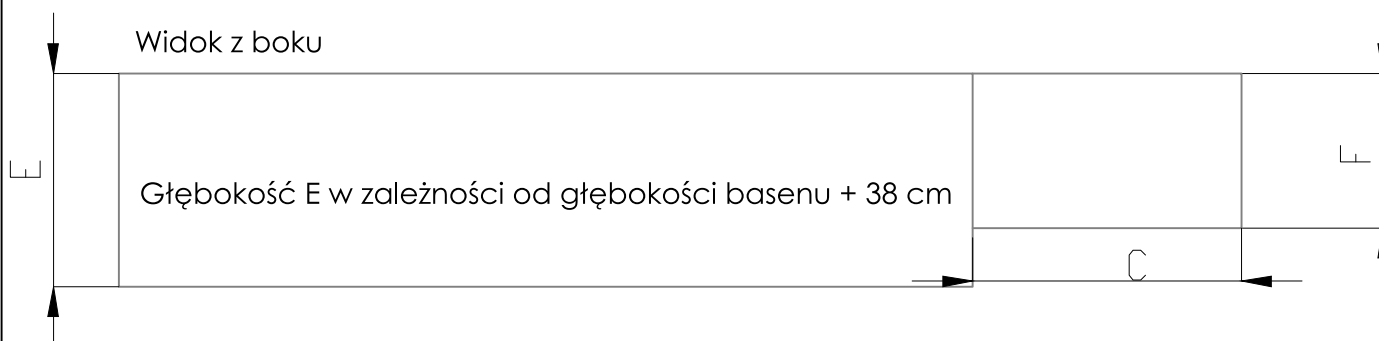 Widok z boku
E
F
Głębokość E w zależności od głębokości basenu + 38 cm
C